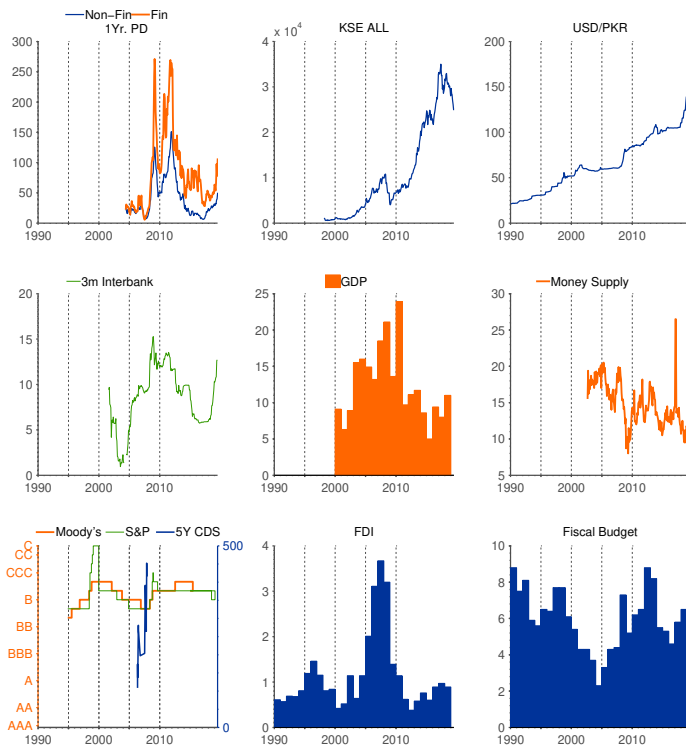 Non-Fin Fin
1Yr. PD
300
250
200
150
100
50
0
1990 2000 2010
x 10^4
KSE ALL
4
3
2
1
0
1990 2000 2010
USD/PKR
200
150
100
50
0
1990 2000 2010
3m Interbank
20
15
10
5
0
1990 2000 2010
GDP
25
20
15
10
5
0
1990 2000 2010
Money Supply
30
25
20
15
10
5
1990 2000 2010
Moody's S&P 5Y CDS
C
CC
CCC
B
BB
BBB
A
AA
AAA
500
0
1990 2000 2010
FDI
4
3
2
1
0
1990 2000 2010
Fiscal Budget
10
8
6
4
2
0
1990 2000 2010